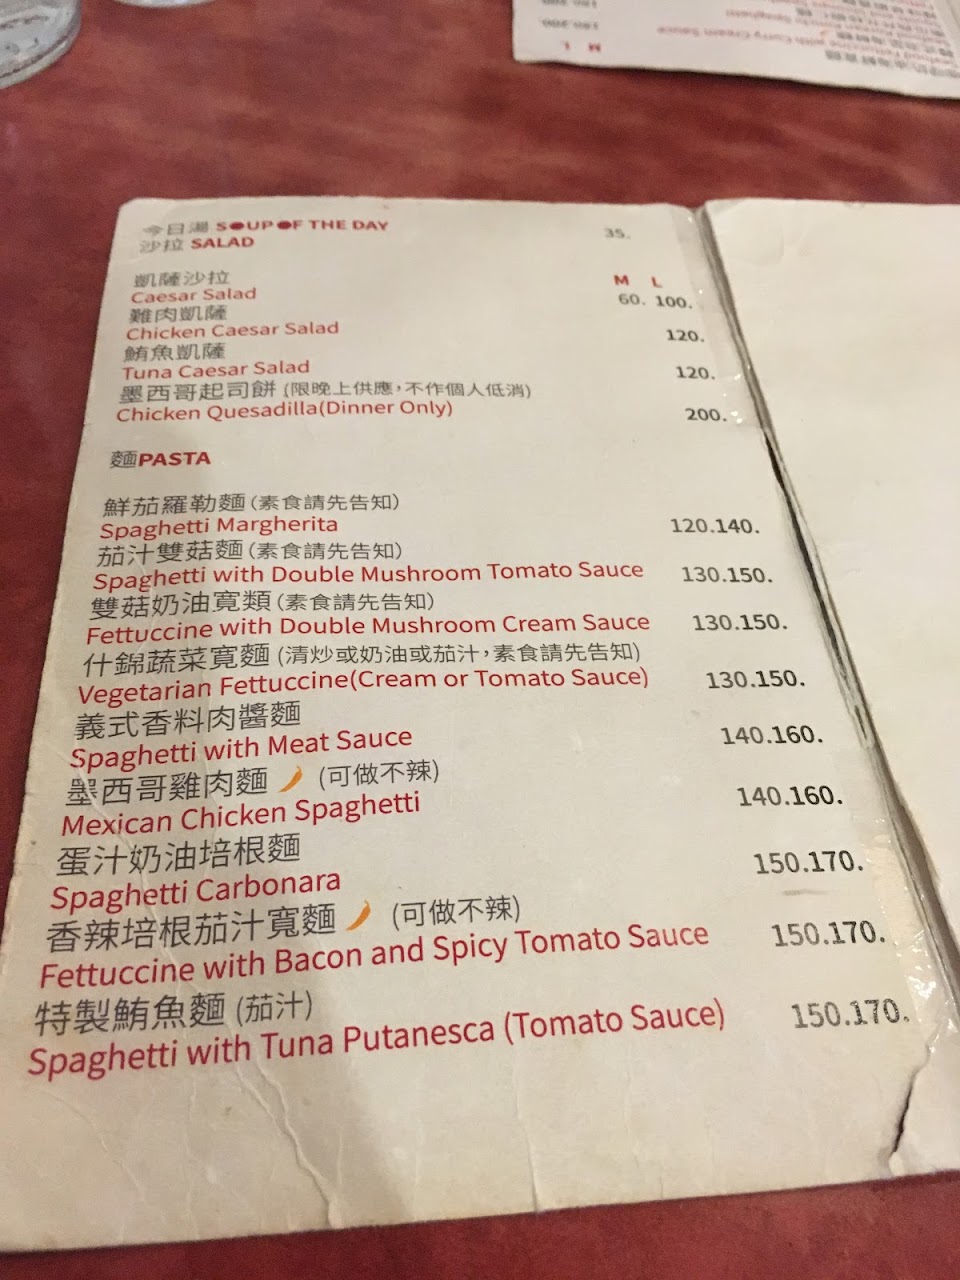 今日湯 SOUP OF THE DAY 35.
沙拉 SALAD
M L
凱薩沙拉
Caesar Salad 60. 100.
雞肉凱薩
Chicken Caesar Salad 120.
鮪魚凱薩
Tuna Caesar Salad 120.
墨西哥起司餅 (限晚上供應,不作個人低消)
Chicken Quesadilla(Dinner Only) 200.
麵PASTA
鮮茄羅勒麵(素食請先告知)
Spaghetti Margherita 120.140.
茄汁雙菇麵(素食請先告知)
Spaghetti with Double Mushroom Tomato Sauce 130.150.
雙菇奶油寬類(素食請先告知)
Fettuccine with Double Mushroom Cream Sauce 130.150.
什錦蔬菜寬麵 (清炒或奶油或茄汁,素食請先告知)
Vegetarian Fettuccine(Cream or Tomato Sauce) 130.150.
義式香料肉醬麵
Spaghetti with Meat Sauce 140.160.
墨西哥雞肉麵 (可做不辣)
Mexican Chicken Spaghetti 140.160.
蛋汁奶油培根麵
Spaghetti Carbonara 150.170.
香辣培根茄汁寬麵 (可做不辣)
Fettuccine with Bacon and Spicy Tomato Sauce 150.170.
特製鮪魚麵 (茄汁)
Spaghetti with Tuna Putanesca (Tomato Sauce) 150.170.